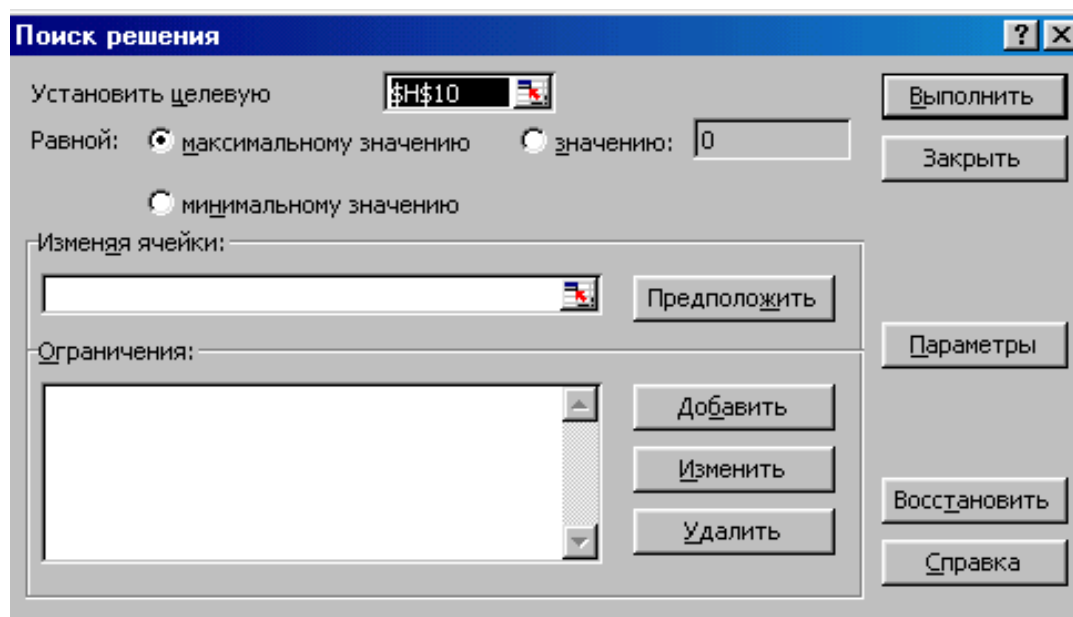 Поиск решения
Установить целевую $H$10
Выполнить
Равной: максимальному значению значению: 0
Закрыть
минимальному значению
Изменяя ячейки:
Предположить
Параметры
Ограничения:
Добавить
Изменить
Восстановить
Удалить
Справка